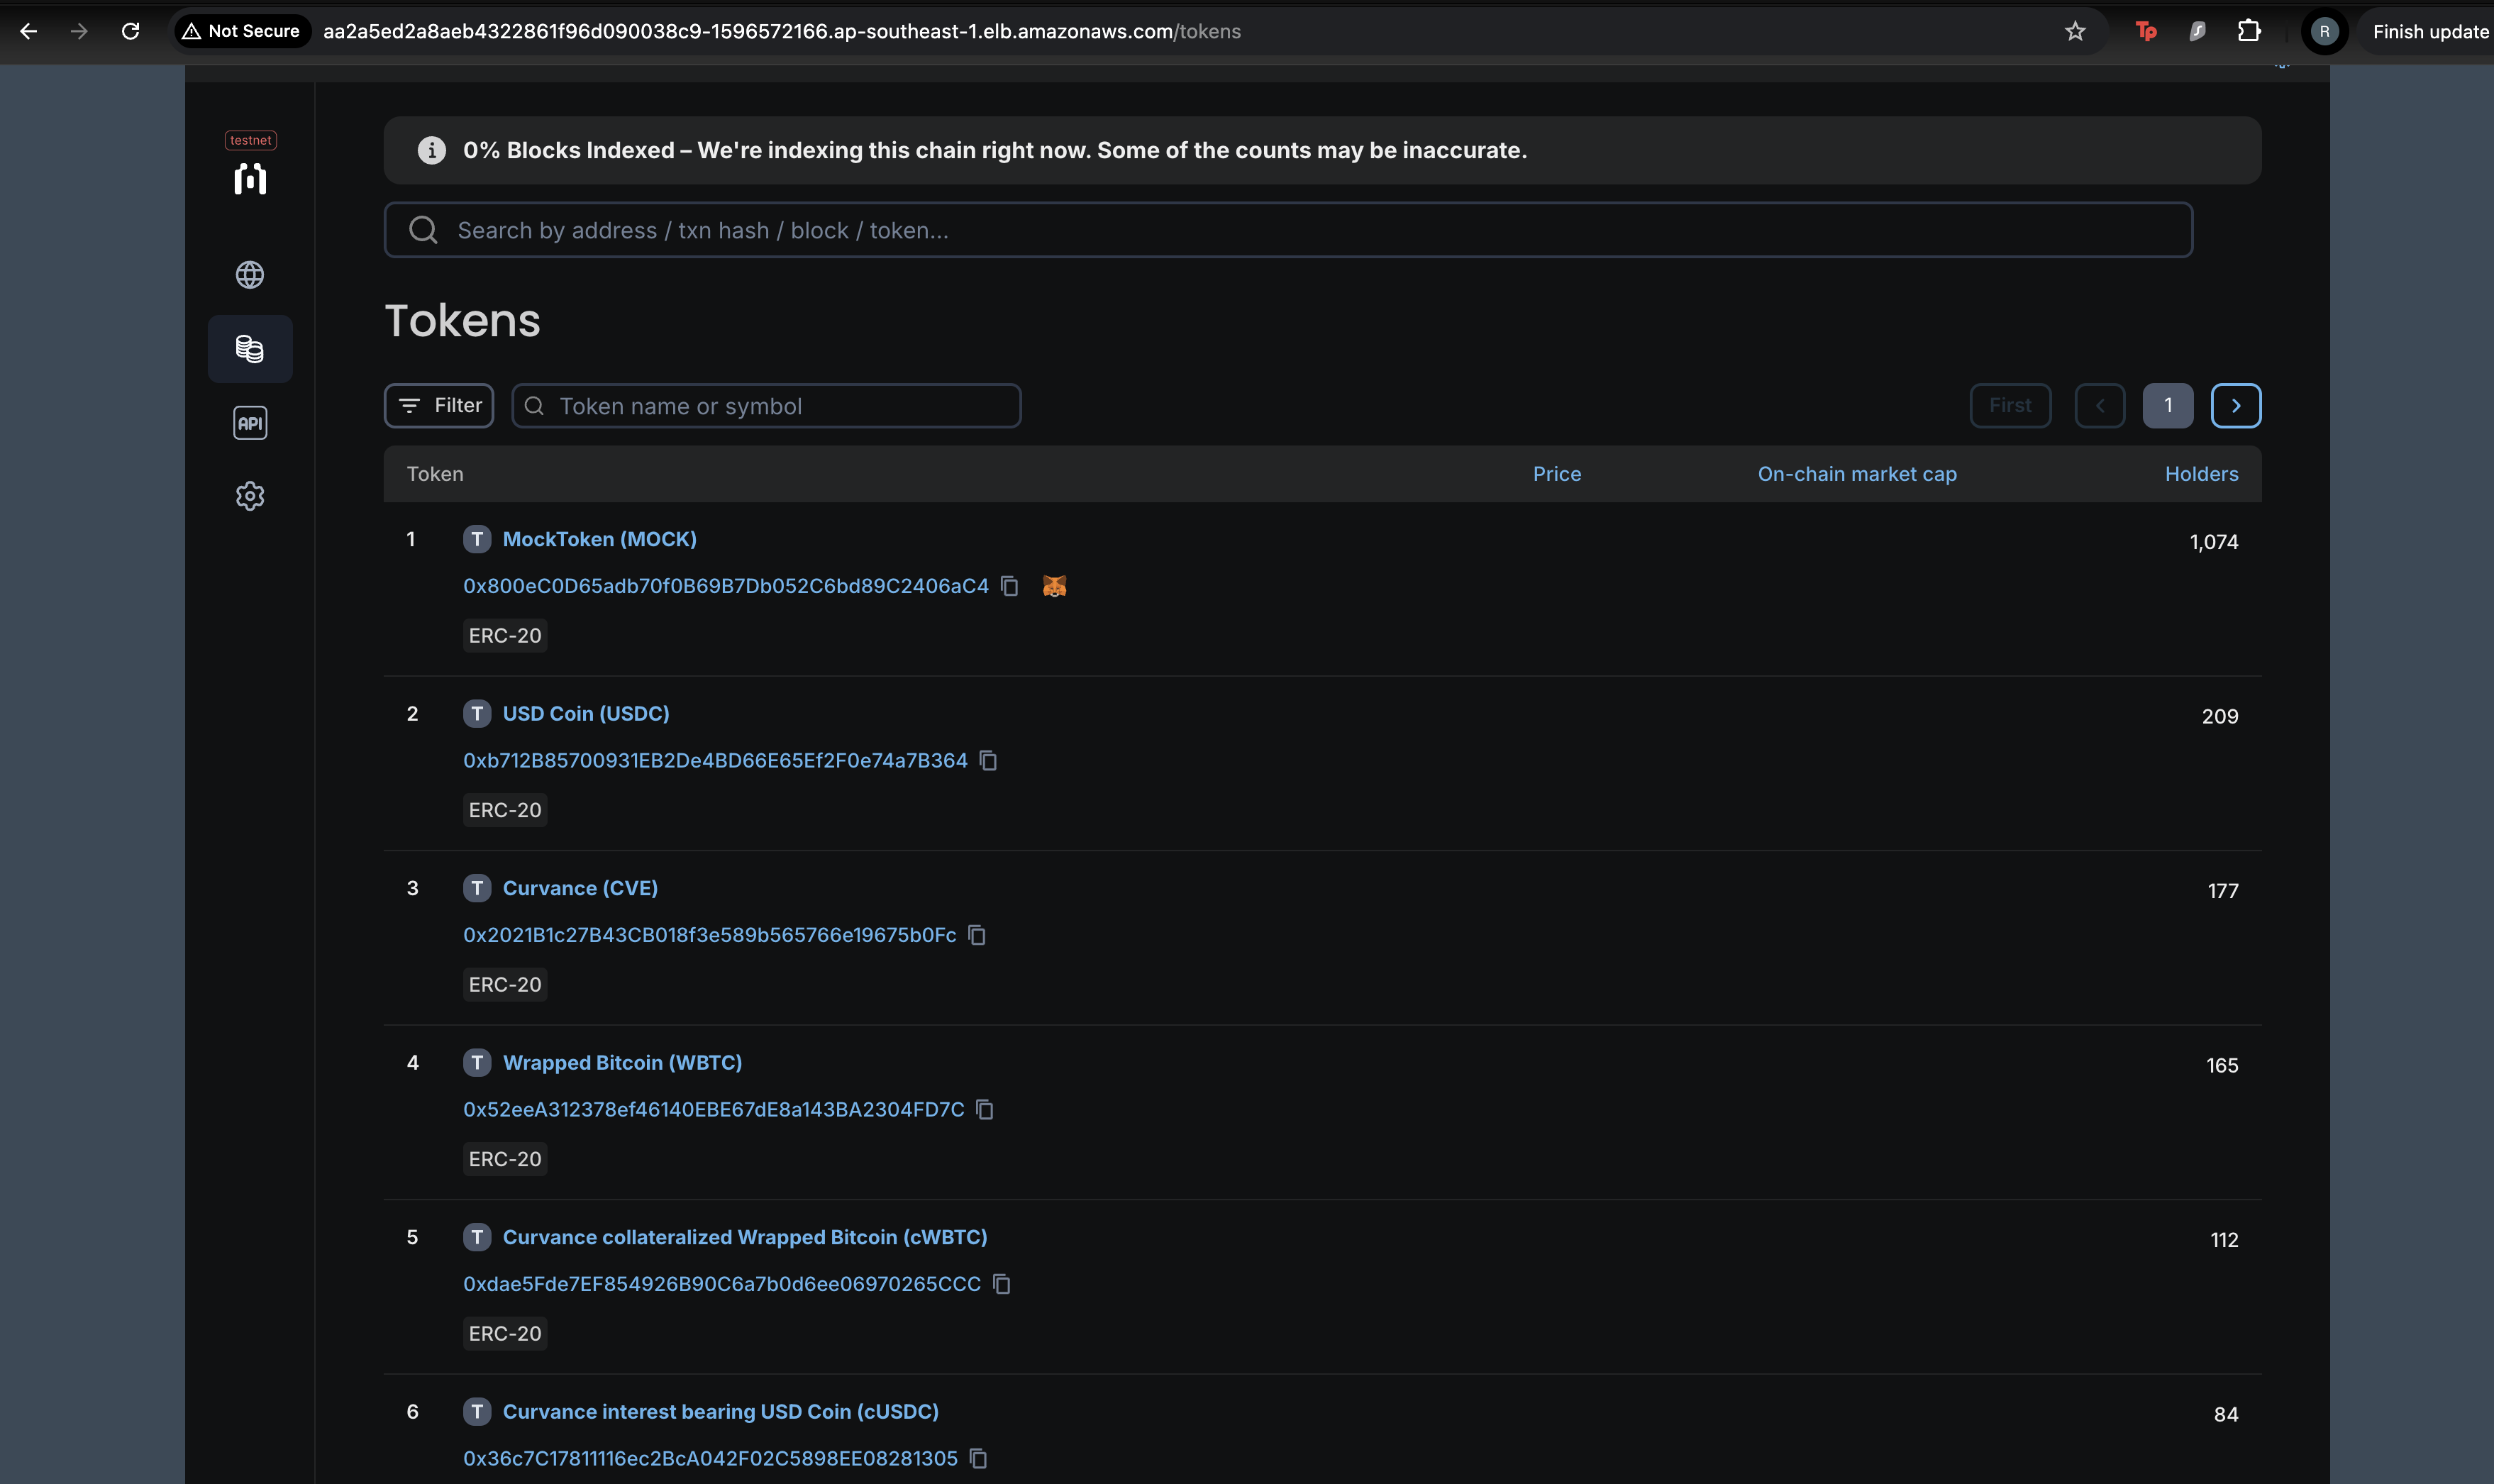 Not Secure
aa2a5ed2a8aeb4322861f96d090038c9-1596572166.ap-southeast-1.elb.amazonaws.com/tokens
Tp
R
Finish update
testnet
0% Blocks Indexed – We're indexing this chain right now. Some of the counts may be inaccurate.
Search by address / txn hash / block / token...
Tokens
API
Filter
Token name or symbol
First
1
Token
Price
On-chain market cap
Holders
1
T
MockToken (MOCK)
1,074
0x800eC0D65adb70f0B69B7Db052C6bd89C2406aC4
ERC-20
2
T
USD Coin (USDC)
209
0xb712B85700931EB2De4BD66E65Ef2F0e74a7B364
ERC-20
3
T
Curvance (CVE)
177
0x2021B1c27B43CB018f3e589b565766e19675b0Fc
ERC-20
4
T
Wrapped Bitcoin (WBTC)
165
0x52eeA312378ef46140EBE67dE8a143BA2304FD7C
ERC-20
5
T
Curvance collateralized Wrapped Bitcoin (cWBTC)
112
0xdae5Fde7EF854926B90C6a7b0d6ee06970265CCC
ERC-20
6
T
Curvance interest bearing USD Coin (cUSDC)
84
0x36c7C17811116ec2BcA042F02C5898EE08281305